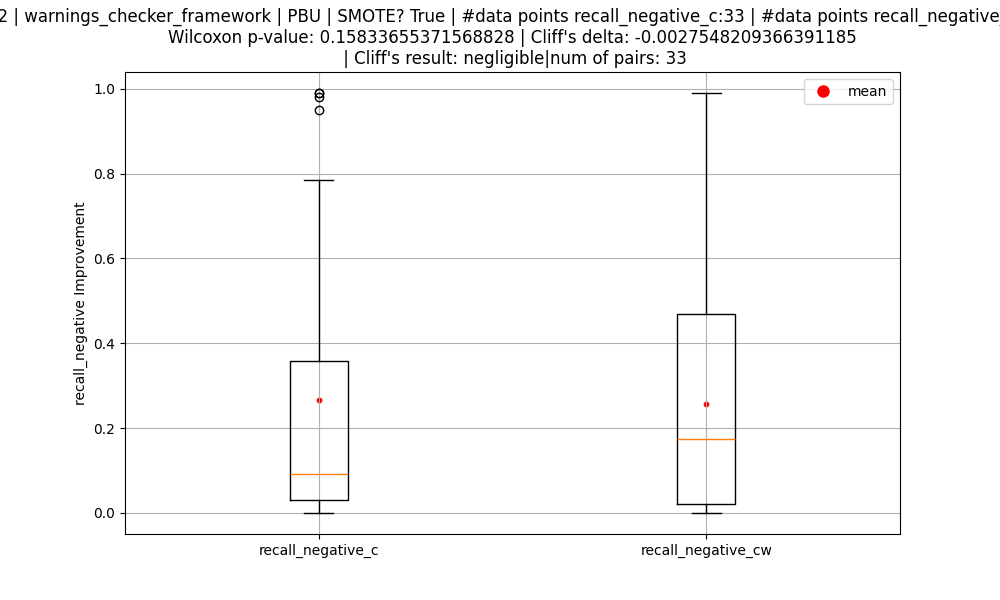 2 | warnings_checker_framework | PBU | SMOTE? True | #data points recall_negative_c:33 | #data points recall_negative_
Wilcoxon p-value: 0.15833655371568828 | Cliff's delta: -0.0027548209366391185
| Cliff's result: negligible|num of pairs: 33
mean
1.0
0.8
0.6
0.4
0.2
0.0
recall_negative Improvement
recall_negative_c
recall_negative_cw